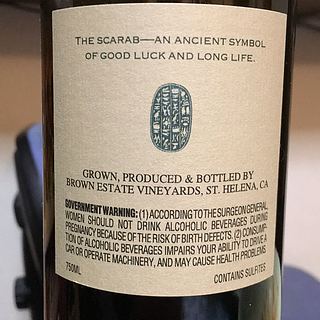 THE SCARAB—AN ANCIENT SYMBOL
OF GOOD LUCK AND LONG LIFE.
GROWN, PRODUCED & BOTTLED BY
BROWN ESTATE VINEYARDS, ST. HELENA, CA
GOVERNMENT WARNING: (1) ACCORDING TO THE SURGEON GENERAL,
WOMEN SHOULD NOT DRINK ALCOHOLIC BEVERAGES DURING
PREGNANCY BECAUSE OF THE RISK OF BIRTH DEFECTS. (2) CONSUMP-
TION OF ALCOHOLIC BEVERAGES IMPAIRS YOUR ABILITY TO DRIVE A
CAR OR OPERATE MACHINERY, AND MAY CAUSE HEALTH PROBLEMS.
750ML
CONTAINS SULFITES